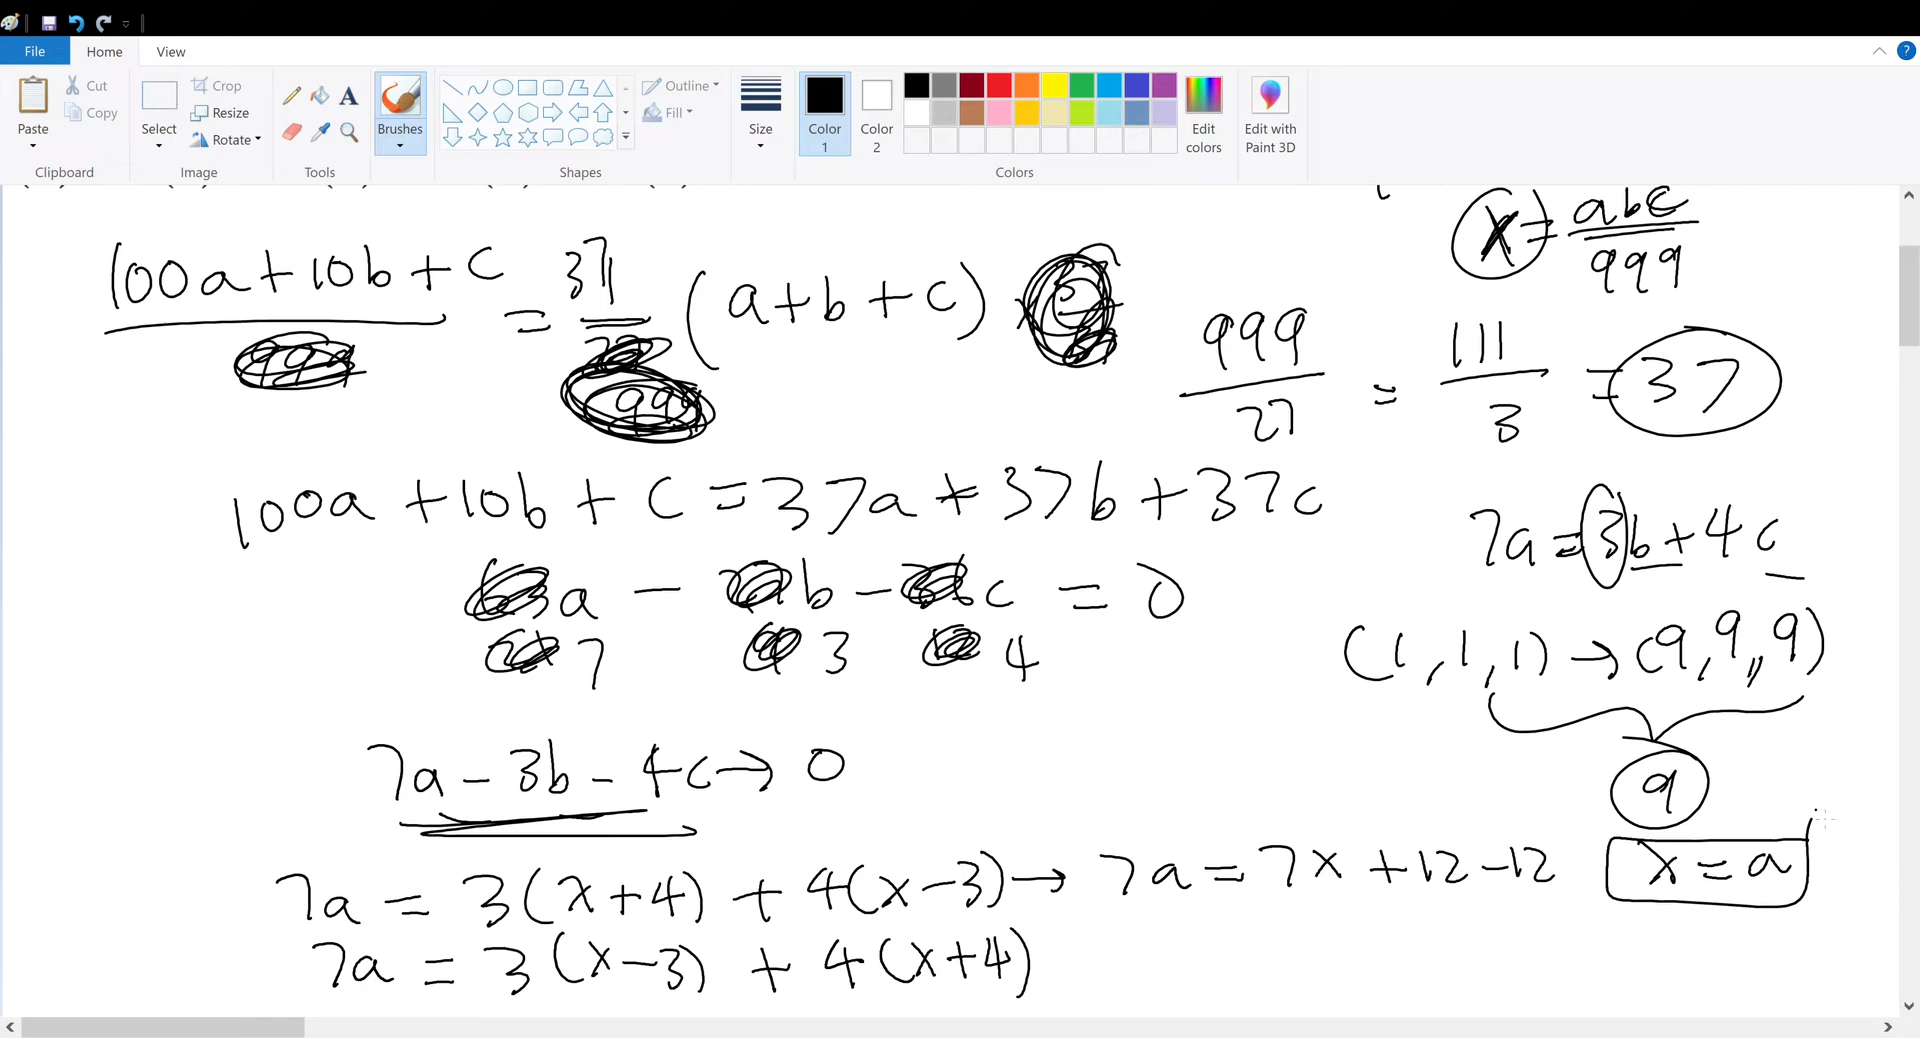 File Home View
Paste Cut Copy Clipboard
Select Crop Resize Rotate Image
A Tools
Brushes
Shapes Outline Fill
Size
Color 1 Color 2 Edit colors Colors
Edit with Paint 3D
x = abc / 999
100a + 10b + c = 37 (a + b + c)
999
999 / 27 = 111 / 3 = 37
100a + 10b + c = 37a + 37b + 37c
7a = 3b + 4c
a - b - c = 0
7 3 4
(1, 1, 1) → (9, 9, 9)
7a - 3b - 4c → 0
9
7a = 3(x+4) + 4(x-3) → 7a = 7x + 12 - 12
x = a
7a = 3(x-3) + 4(x+4)